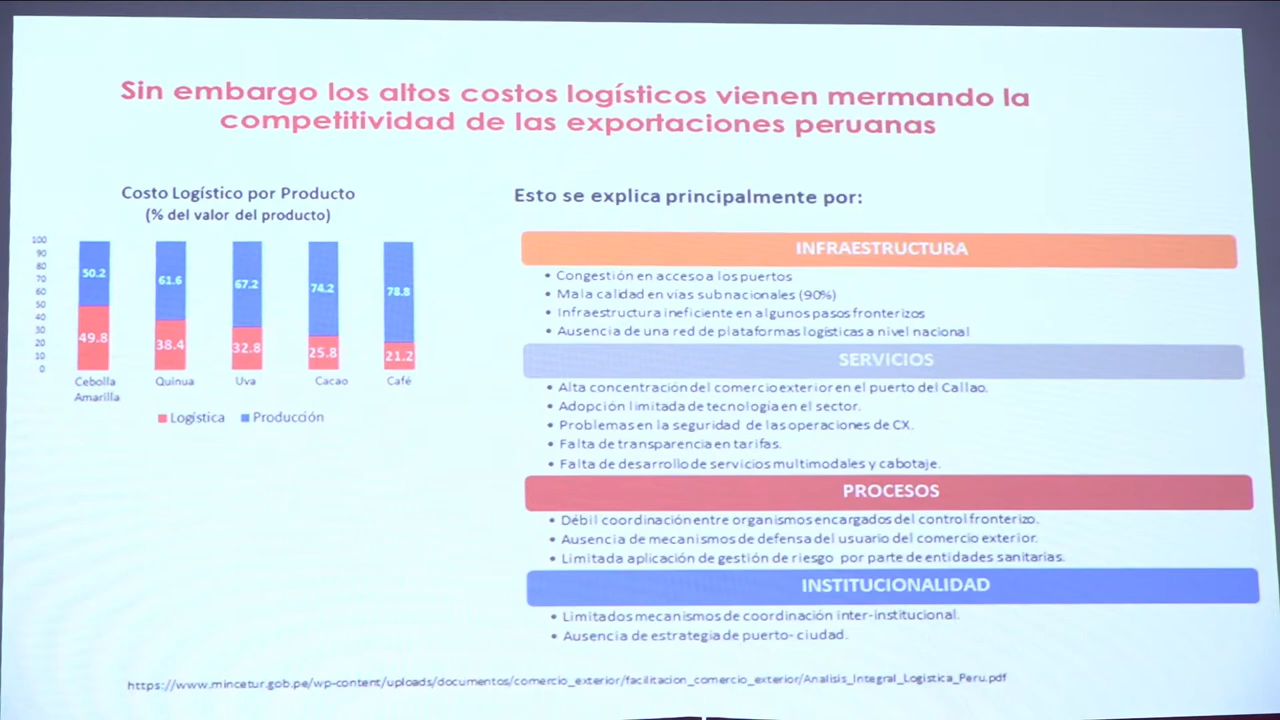 Sin embargo los altos costos logísticos vienen mermando la
competitividad de las exportaciones peruanas
Costo Logístico por Producto
(% del valor del producto)
100
90
80
70
60
50
40
30
20
10
0
50.2
61.6
67.2
74.2
78.8
49.8
38.4
32.8
25.8
21.2
Cebolla
Amarilla
Quinua
Uva
Cacao
Café
Logística
Producción
Esto se explica principalmente por:
INFRAESTRUCTURA
• Congestión en acceso a los puertos
• Mala calidad en vías subnacionales (90%)
• Infraestructura ineficiente en algunos pasos fronterizos
• Ausencia de una red de plataformas logísticas a nivel nacional
SERVICIOS
• Alta concentración del comercio exterior en el puerto del Callao.
• Adopción limitada de tecnología en el sector.
• Problemas en la seguridad de las operaciones de CX.
• Falta de transparencia en tarifas.
• Falta de desarrollo de servicios multimodales y cabotaje.
PROCESOS
• Débil coordinación entre organismos encargados del control fronterizo.
• Ausencia de mecanismos de defensa del usuario del comercio exterior.
• Limitada aplicación de gestión de riesgo por parte de entidades sanitarias.
INSTITUCIONALIDAD
• Limitados mecanismos de coordinación inter-institucional.
• Ausencia de estrategia de puerto- ciudad.
https://www.mincetur.gob.pe/wp-content/uploads/documentos/comercio_exterior/facilitacion_comercio_exterior/Analisis_Integral_Logistica_Peru.pdf